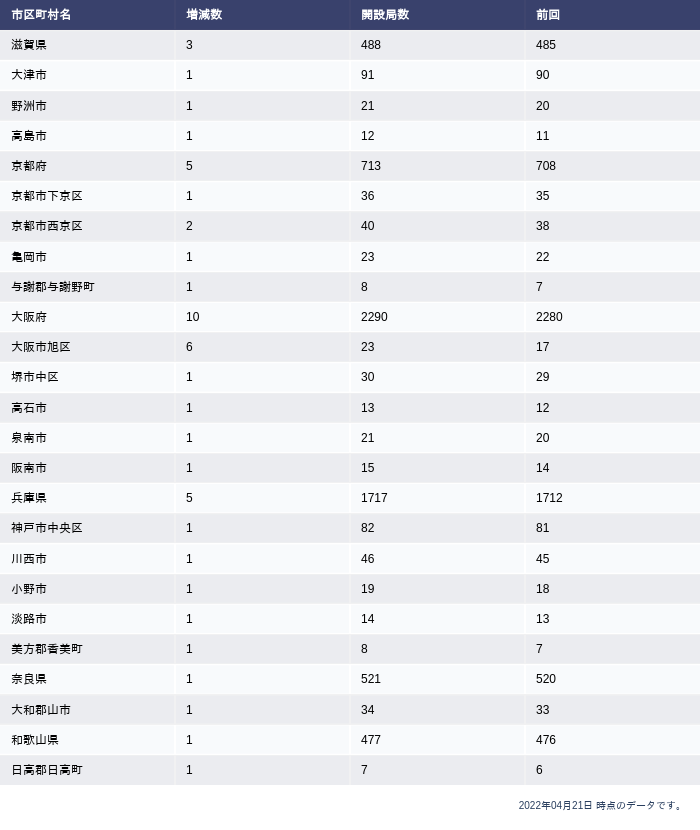 市区町村名 増減数 開設局数 前回
滋賀県 3 488 485
大津市 1 91 90
野洲市 1 21 20
高島市 1 12 11
京都府 5 713 708
京都市下京区 1 36 35
京都市西京区 2 40 38
亀岡市 1 23 22
与謝郡与謝野町 1 8 7
大阪府 10 2290 2280
大阪市旭区 6 23 17
堺市中区 1 30 29
高石市 1 13 12
泉南市 1 21 20
阪南市 1 15 14
兵庫県 5 1717 1712
神戸市中央区 1 82 81
川西市 1 46 45
小野市 1 19 18
淡路市 1 14 13
美方郡香美町 1 8 7
奈良県 1 521 520
大和郡山市 1 34 33
和歌山県 1 477 476
日高郡日高町 1 7 6
2022年04月21日 時点のデータです。